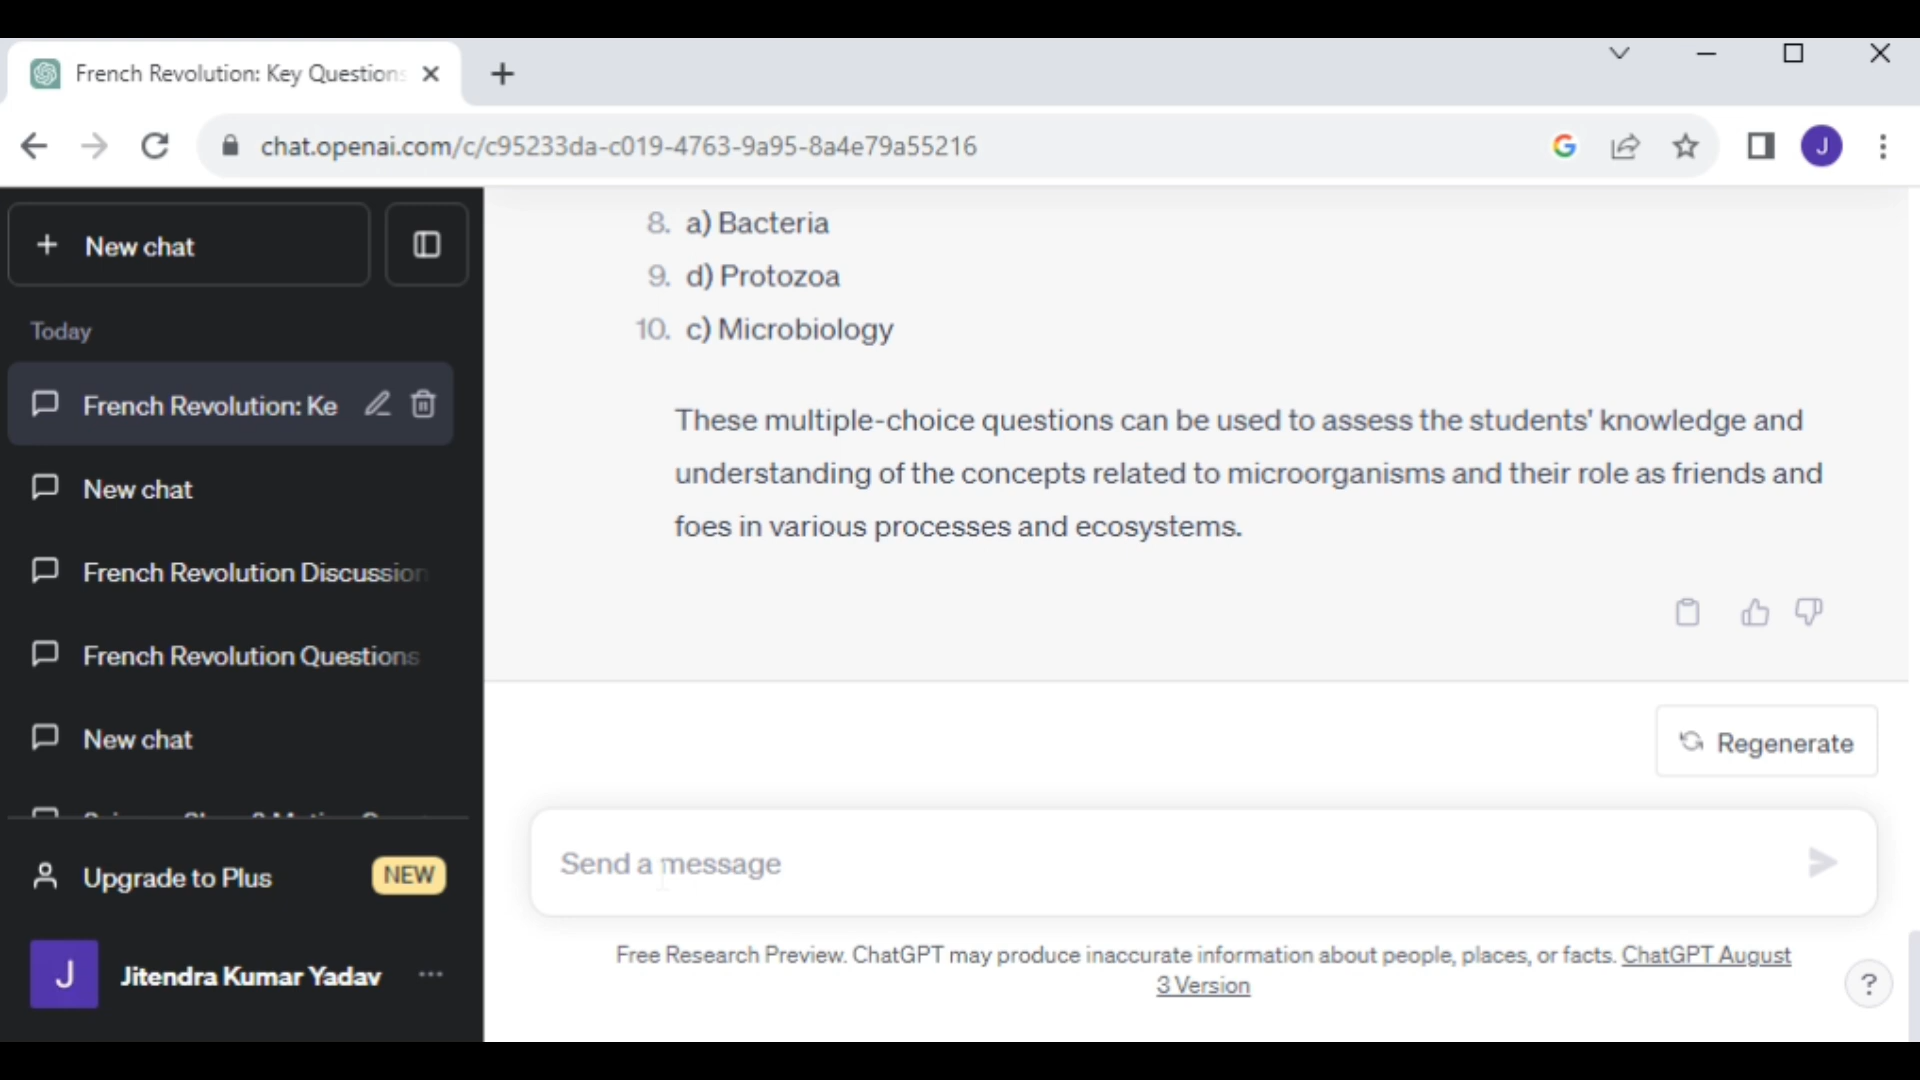 French Revolution: Key Questions
chat.openai.com/c/c95233da-c019-4763-9a95-8a4e79a55216
G
J
+ New chat
Today
French Revolution: Ke
New chat
French Revolution Discussion
French Revolution Questions
New chat
Upgrade to Plus NEW
J Jitendra Kumar Yadav
8. a) Bacteria
9. d) Protozoa
10. c) Microbiology
These multiple-choice questions can be used to assess the students' knowledge and
understanding of the concepts related to microorganisms and their role as friends and
foes in various processes and ecosystems.
Regenerate
Send a message
Free Research Preview. ChatGPT may produce inaccurate information about people, places, or facts. ChatGPT August
3 Version
?